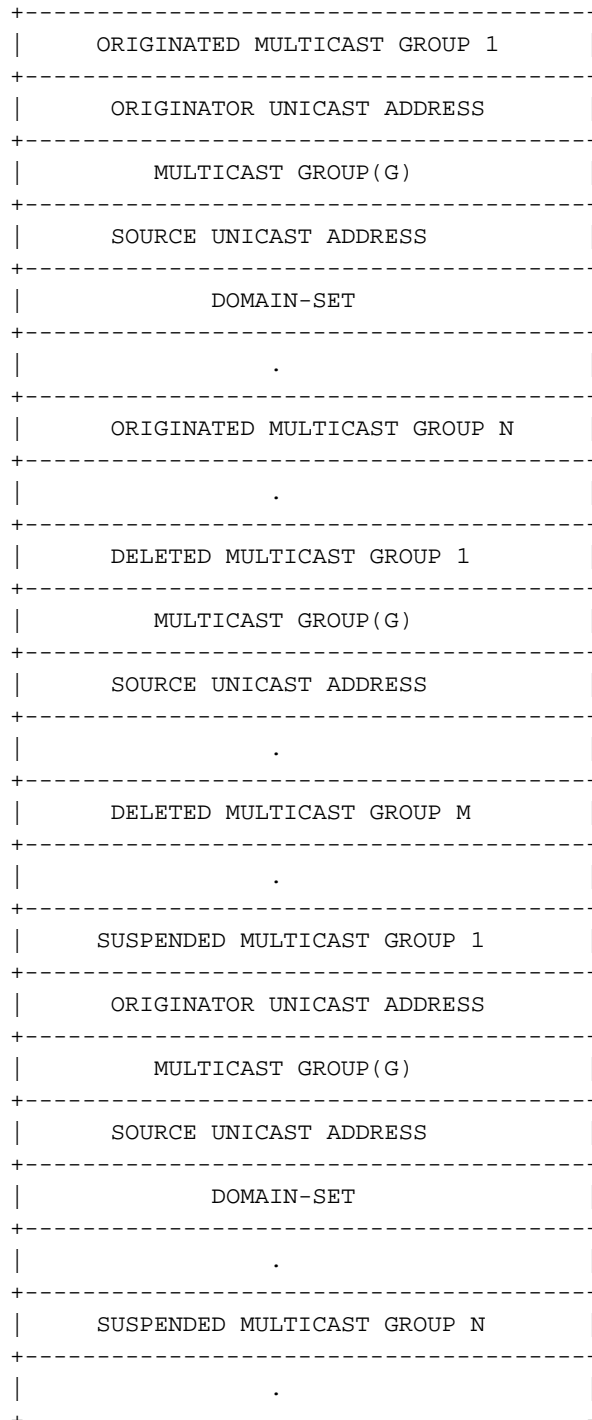 ORIGINATED MULTICAST GROUP 1
ORIGINATOR UNICAST ADDRESS
MULTICAST GROUP(G)
SOURCE UNICAST ADDRESS
DOMAIN-SET
.
ORIGINATED MULTICAST GROUP N
.
DELETED MULTICAST GROUP 1
MULTICAST GROUP(G)
SOURCE UNICAST ADDRESS
.
DELETED MULTICAST GROUP M
.
SUSPENDED MULTICAST GROUP 1
ORIGINATOR UNICAST ADDRESS
MULTICAST GROUP(G)
SOURCE UNICAST ADDRESS
DOMAIN-SET
.
SUSPENDED MULTICAST GROUP N
.